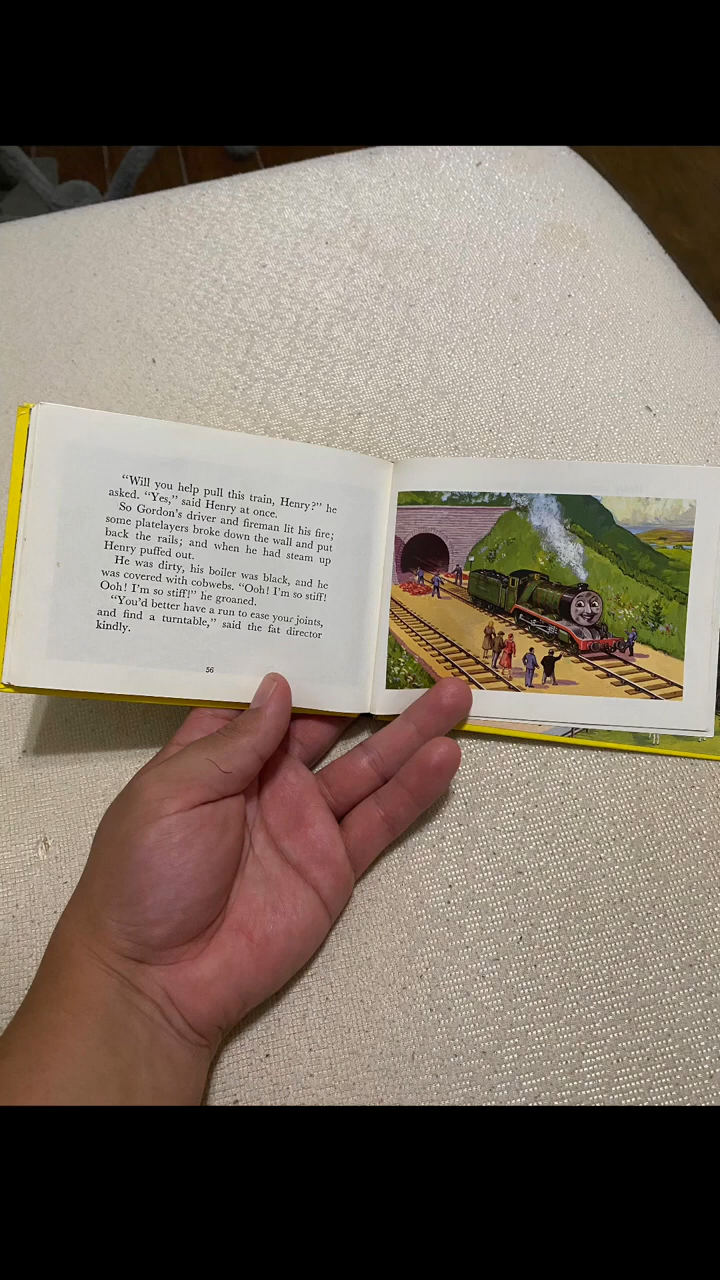 "Will you help pull this train, Henry?" he
asked. "Yes," said Henry at once.
So Gordon's driver and fireman lit his fire;
some platelayers broke down the wall and put
back the rails; and when he had steam up
Henry puffed out.
He was dirty, his boiler was black, and he
was covered with cobwebs. "Ooh! I'm so stiff!
Ooh! I'm so stiff!" he groaned.
"You'd better have a run to ease your joints,
and find a turntable," said the fat director
kindly.
56